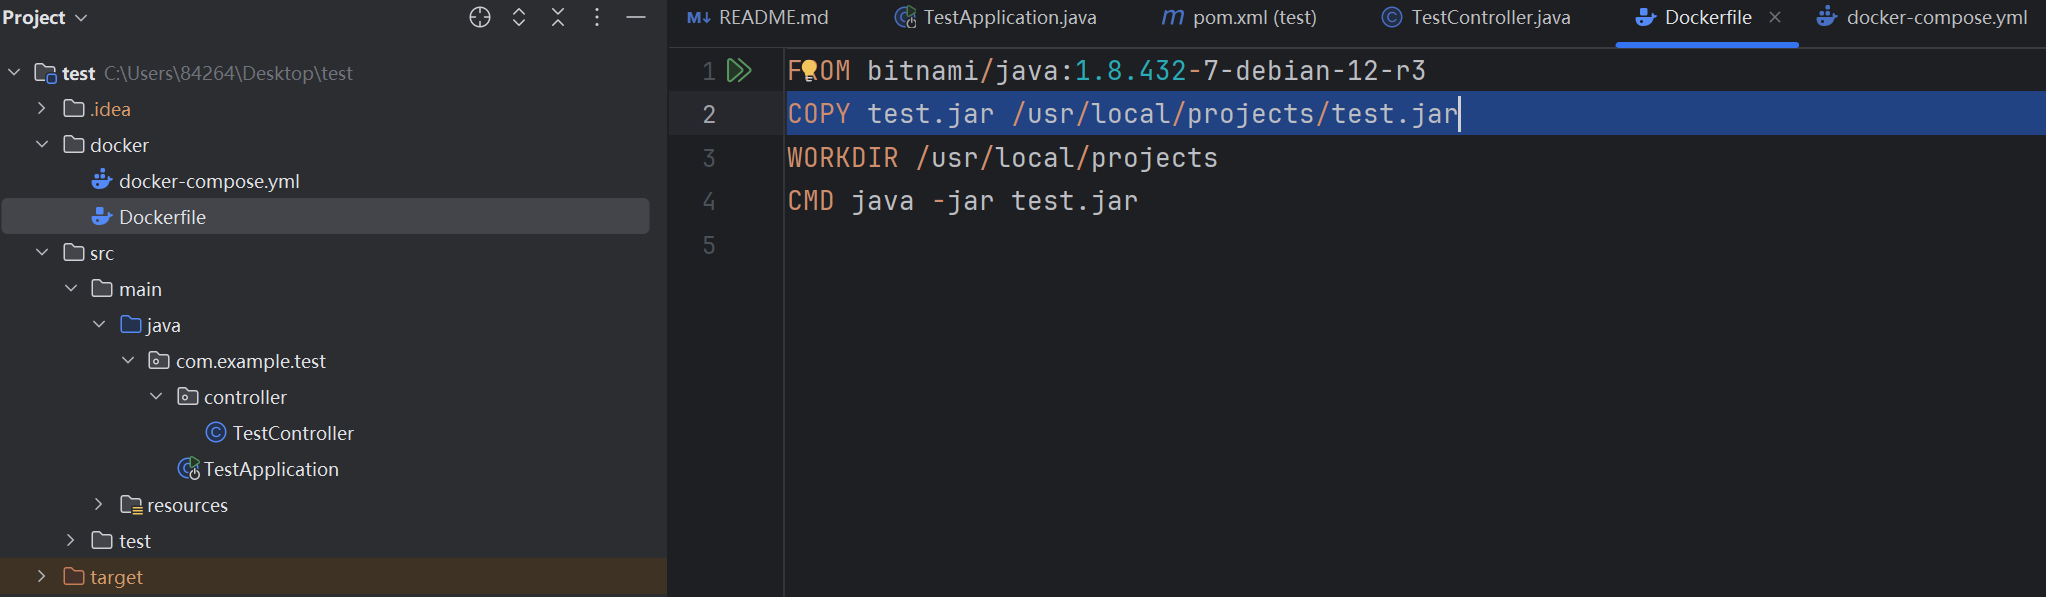 Project
README.md
TestApplication.java
pom.xml (test)
TestController.java
Dockerfile
docker-compose.yml
test C:\Users\84264\Desktop\test
.idea
docker
docker-compose.yml
Dockerfile
src
main
java
com.example.test
controller
TestController
TestApplication
resources
test
target
1 FROM bitnami/java:1.8.432-7-debian-12-r3
2 COPY test.jar /usr/local/projects/test.jar
3 WORKDIR /usr/local/projects
4 CMD java -jar test.jar
5